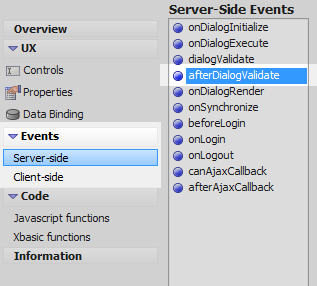 Overview
UX
Controls
Properties
Data Binding
Events
Server-side
Client-side
Code
Javascript functions
Xbasic functions
Information
Server-Side Events
onDialogInitialize
onDialogExecute
dialogValidate
afterDialogValidate
onDialogRender
onSynchronize
beforeLogin
onLogin
onLogout
canAjaxCallback
afterAjaxCallback